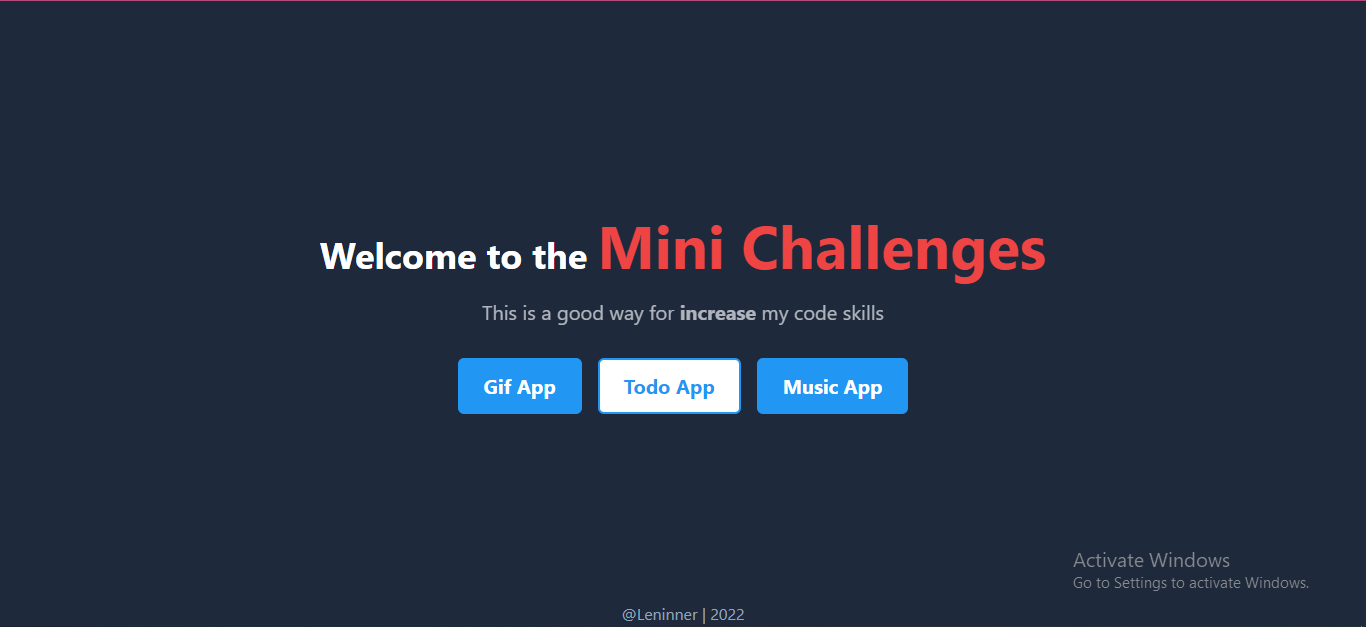 Welcome to the Mini Challenges
This is a good way for increase my code skills
Gif App Todo App Music App
Activate Windows
Go to Settings to activate Windows.
@Leninner | 2022